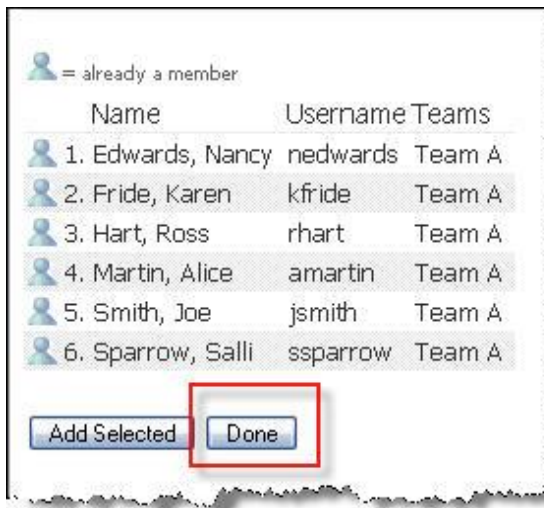 = already a member
Name Username Teams
1. Edwards, Nancy nedwards Team A
2. Fride, Karen kfride Team A
3. Hart, Ross rhart Team A
4. Martin, Alice amartin Team A
5. Smith, Joe jsmith Team A
6. Sparrow, Salli ssparrow Team A
Add Selected Done